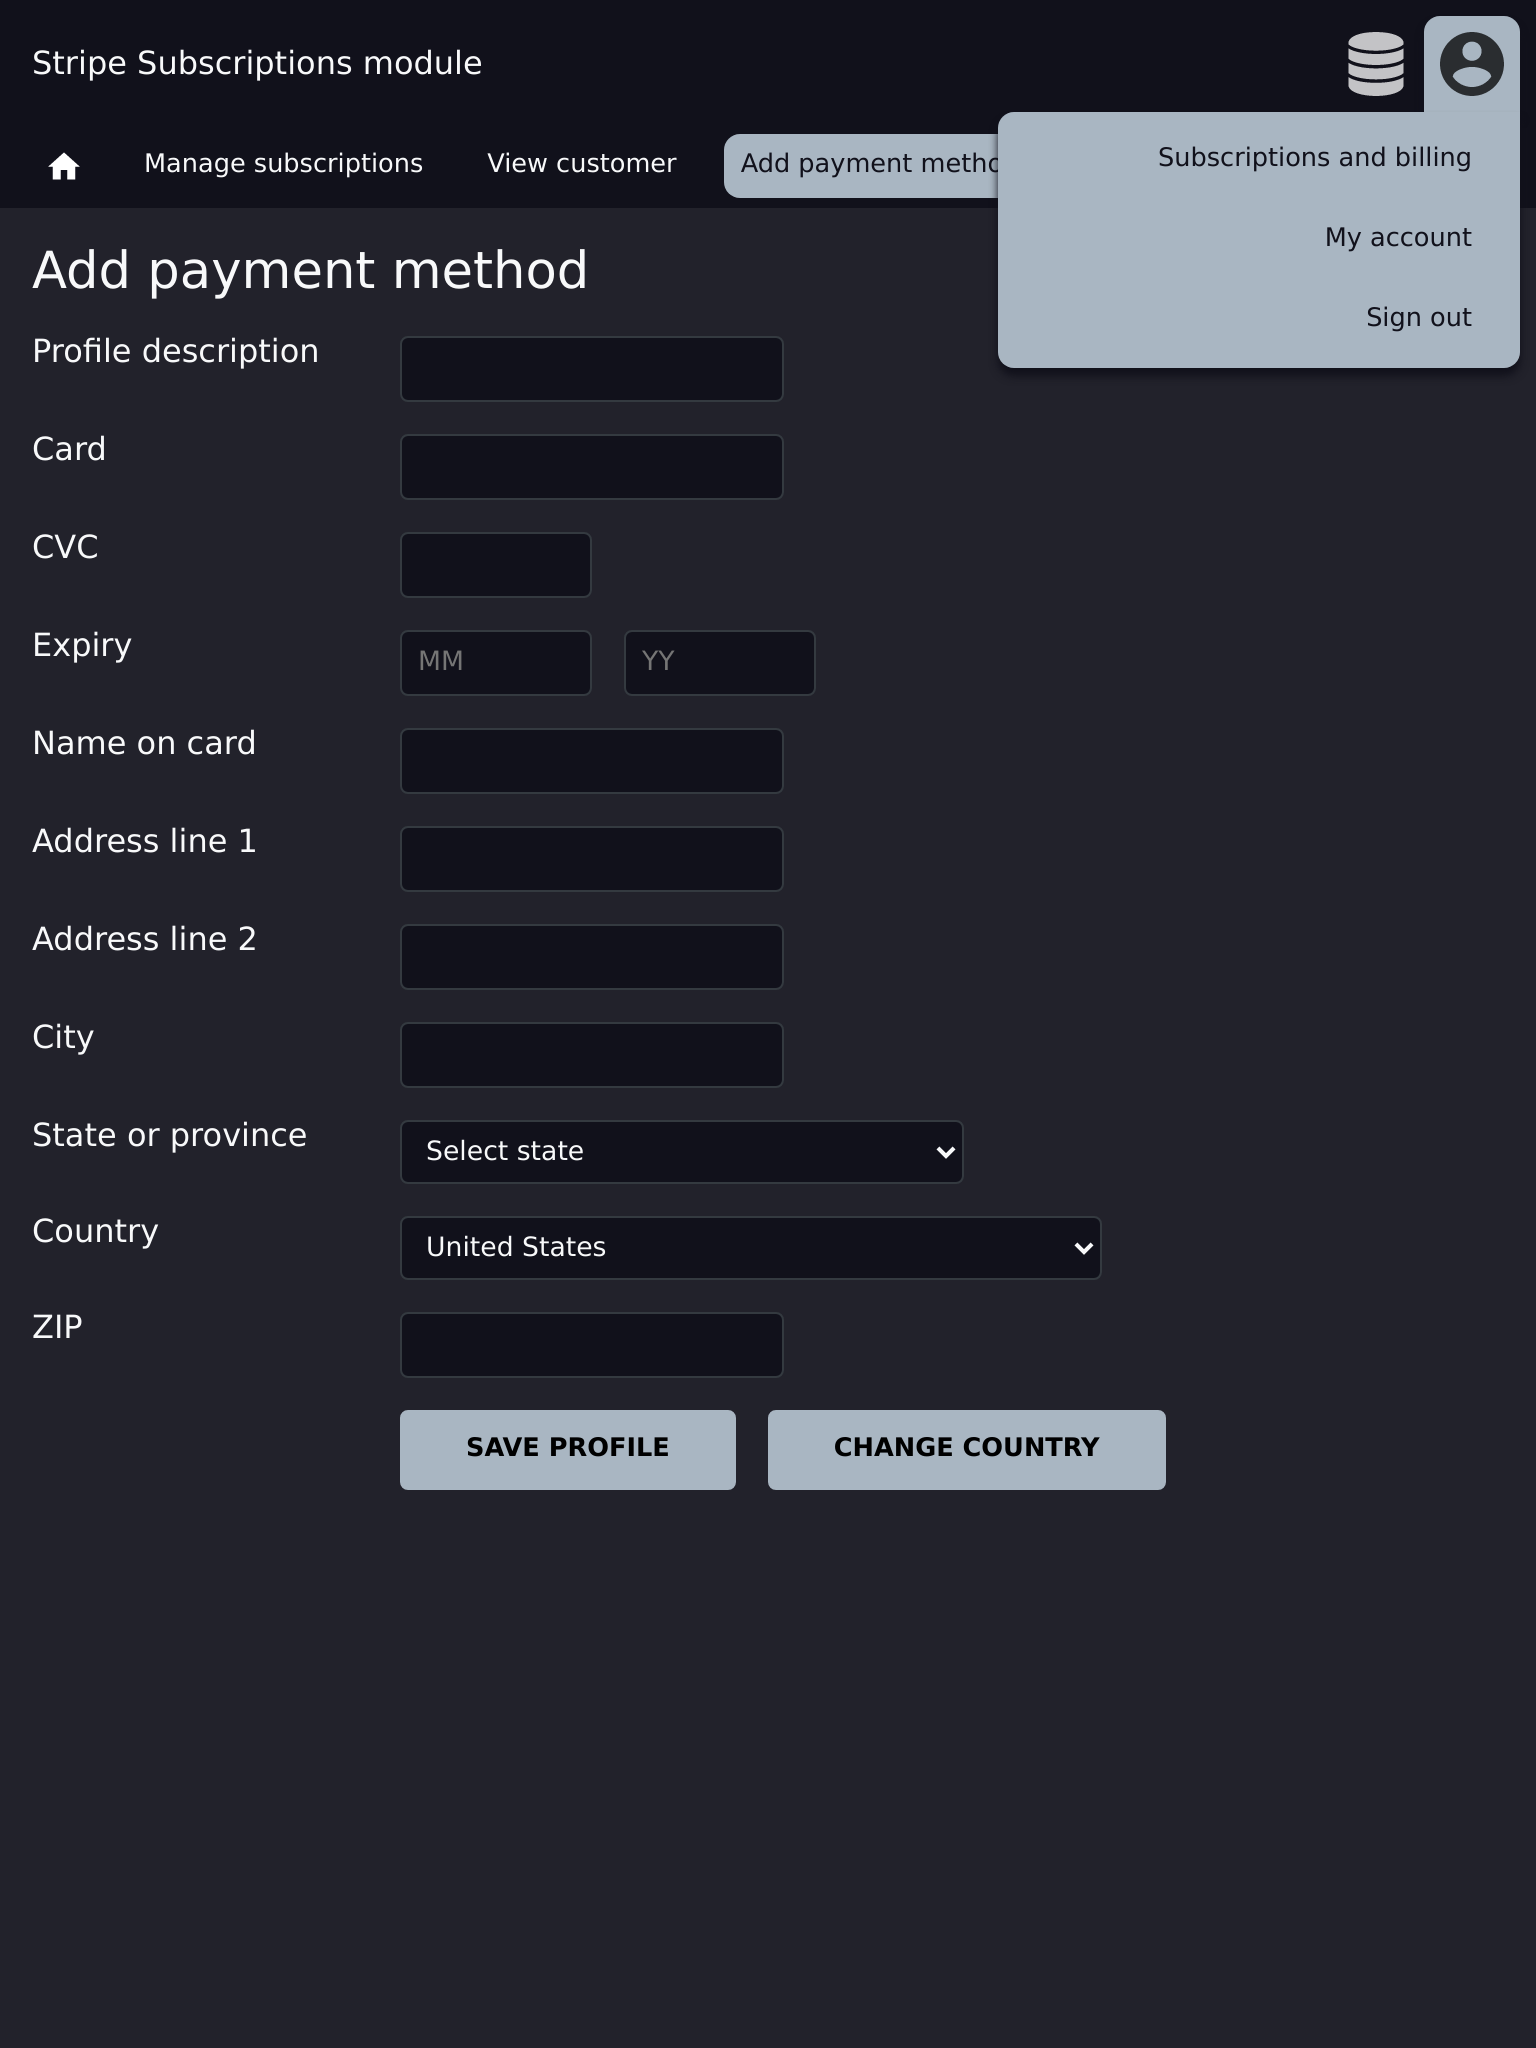 Stripe Subscriptions module
Manage subscriptions
View customer
Add payment metho
Subscriptions and billing
My account
Sign out
Add payment method
Profile description
Card
CVC
Expiry
MM
YY
Name on card
Address line 1
Address line 2
City
State or province
Select state
Country
United States
ZIP
SAVE PROFILE
CHANGE COUNTRY